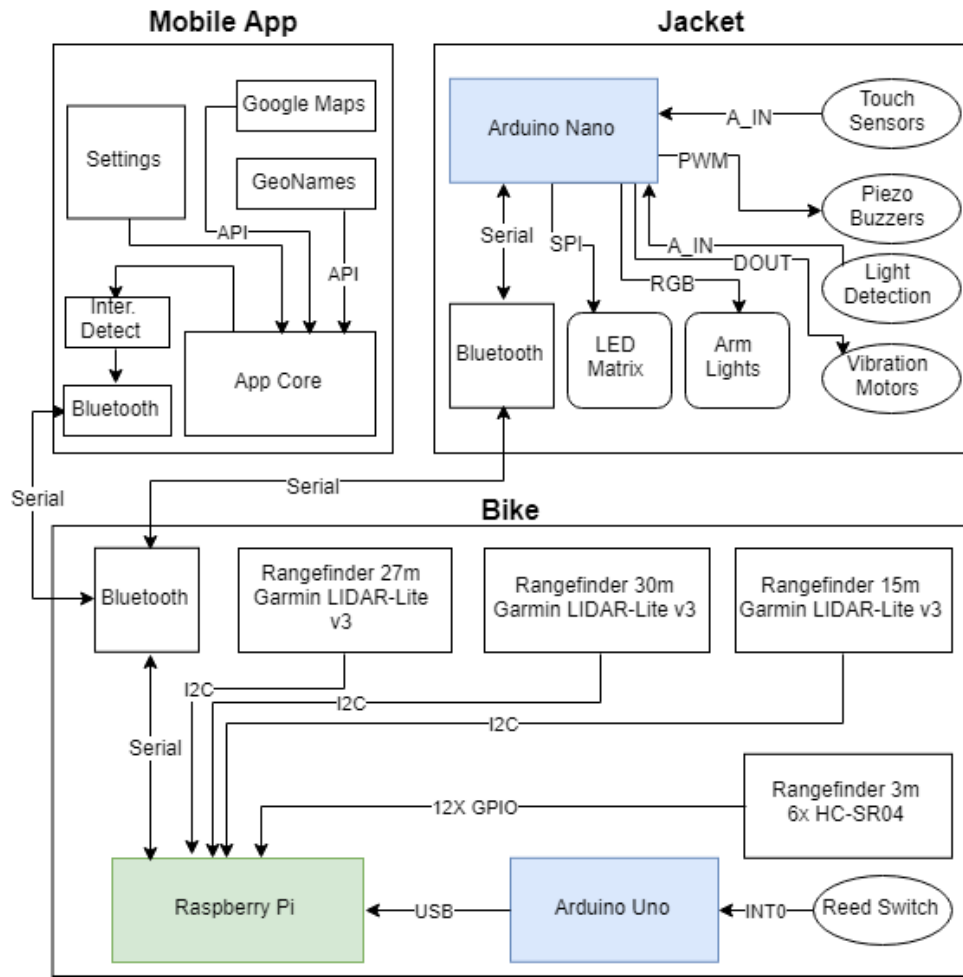 Mobile App
Jacket
Google Maps
Settings
GeoNames
API
API
Inter.
Detect
App Core
Bluetooth
Arduino Nano
A_IN
Touch
Sensors
PWM
Piezo
Buzzers
Serial
SPI
A_IN
DOUT
RGB
Light
Detection
Bluetooth
LED
Matrix
Arm
Lights
Vibration
Motors
Serial
Serial
Bike
Bluetooth
Rangefinder 27m
Garmin LIDAR-Lite
v3
Rangefinder 30m
Garmin LIDAR-Lite v3
Rangefinder 15m
Garmin LIDAR-Lite v3
I2C
I2C
I2C
Serial
12X GPIO
Rangefinder 3m
6x HC-SR04
Raspberry Pi
USB
Arduino Uno
INT0
Reed Switch